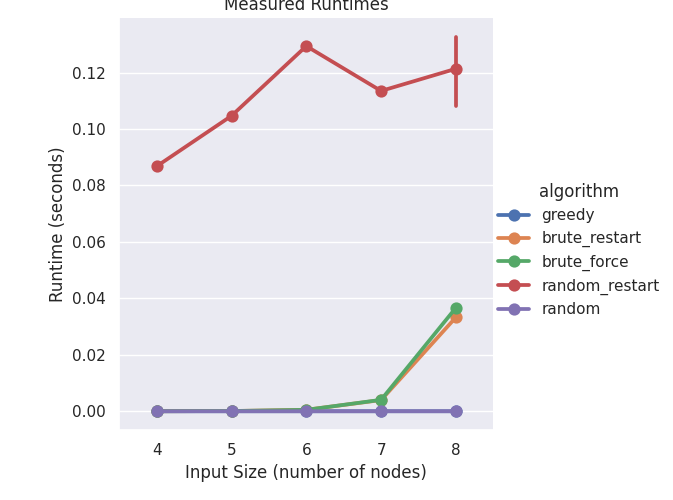 Measured Runtimes
0.12
0.10
0.08
0.06
0.04
0.02
0.00
Runtime (seconds)
4 5 6 7 8
Input Size (number of nodes)
algorithm
greedy
brute_restart
brute_force
random_restart
random